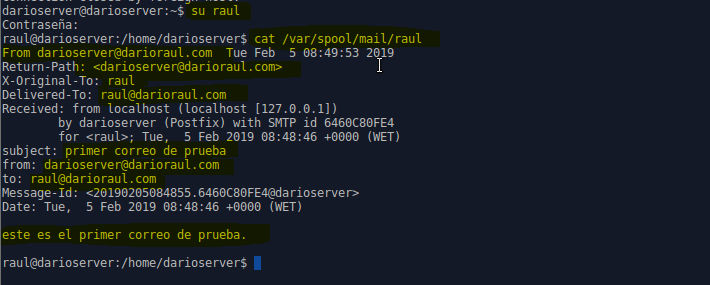 darioserver@darioserver:~$ su raul
Contraseña:
raul@darioserver:/home/darioserver$ cat /var/spool/mail/raul
From darioserver@darioraul.com  Tue Feb  5 08:49:53 2019
Return-Path: <darioserver@darioraul.com>
X-Original-To: raul
Delivered-To: raul@darioraul.com
Received: from localhost (localhost [127.0.0.1])
        by darioserver (Postfix) with SMTP id 6460C80FE4
        for <raul>; Tue,  5 Feb 2019 08:48:46 +0000 (WET)
subject: primer correo de prueba
from: darioserver@darioraul.com
to: raul@darioraul.com
Message-Id: <20190205084855.6460C80FE4@darioserver>
Date: Tue,  5 Feb 2019 08:48:46 +0000 (WET)
este es el primer correo de prueba.
raul@darioserver:/home/darioserver$